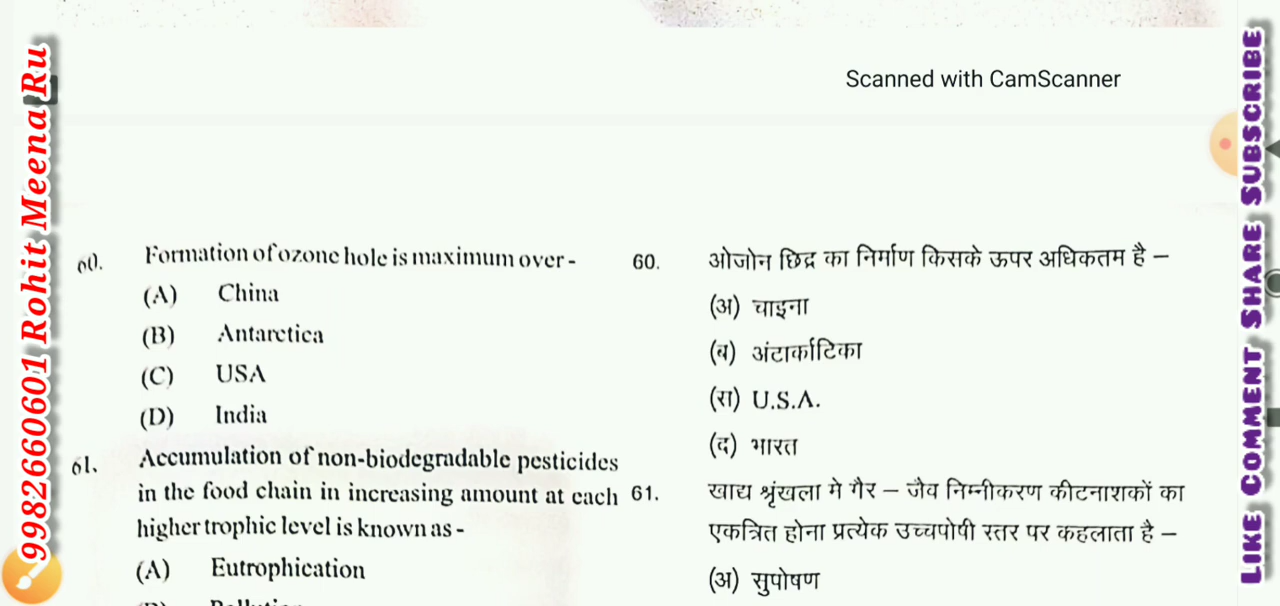 Scanned with CamScanner
9982660601 Rohit Meena Ru
LIKE COMMENT SHARE SUBSCRIBE
60. Formation of ozone hole is maximum over -
(A) China
(B) Antarctica
(C) USA
(D) India
61. Accumulation of non-biodegradable pesticides
in the food chain in increasing amount at each
higher trophic level is known as -
(A) Eutrophication
60. ओजोन छिद्र का निर्माण किसके ऊपर अधिकतम है –
(अ) चाइना
(ब) अंटार्काटिका
(स) U.S.A.
(द) भारत
61. खाद्य श्रृंखला मे गैर – जैव निम्नीकरण कीटनाशकों का
एकत्रित होना प्रत्येक उच्चपोषी स्तर पर कहलाता है –
(अ) सुपोषण